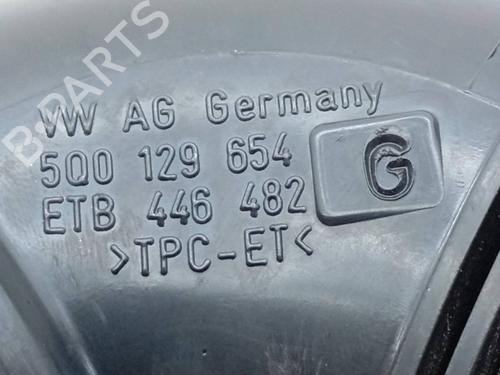 B-PARTS
VW AG Germany
5Q0 129 654 G
ETB 446 482
>TPC-ET<